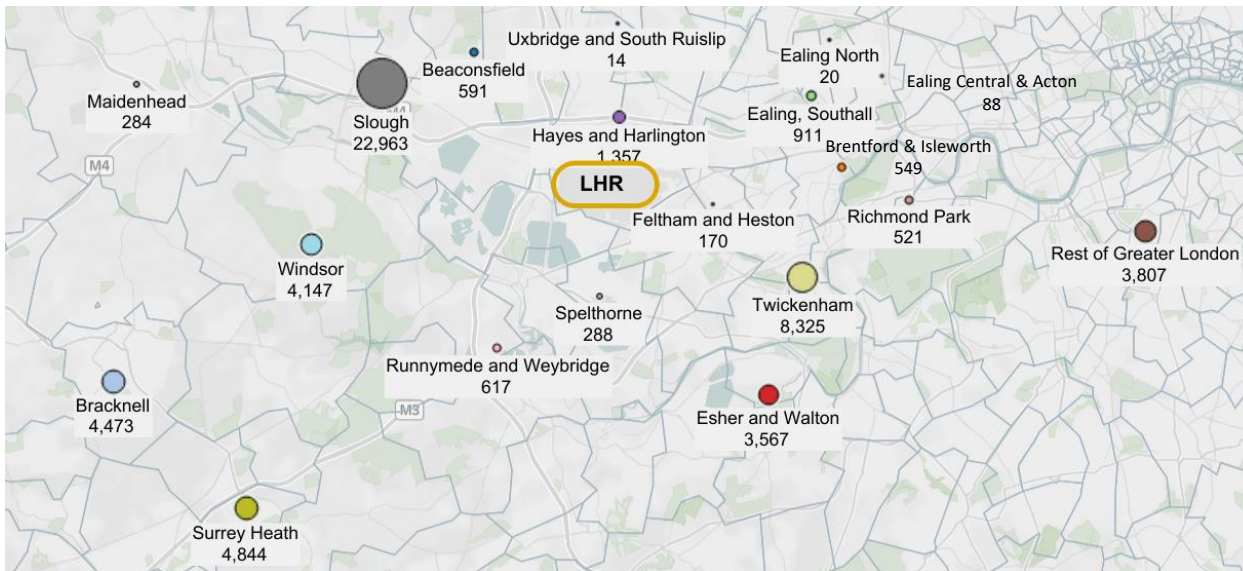 Uxbridge and South Ruislip
14
Ealing North
20
Beaconsfield
591
Ealing Central & Acton
88
Maidenhead
284
Slough
22,963
Ealing, Southall
911
Hayes and Harlington
1,357
Brentford & Isleworth
549
M4
LHR
Feltham and Heston
170
Richmond Park
521
Rest of Greater London
3,807
Windsor
4,147
Twickenham
8,325
Spelthorne
288
Runnymede and Weybridge
617
Bracknell
4,473
M3
Esher and Walton
3,567
Surrey Heath
4,844